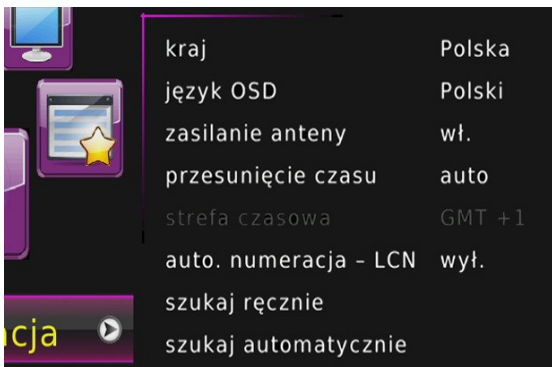 kraj Polska
język OSD Polski
zasilanie anteny wł.
przesunięcie czasu auto
strefa czasowa GMT +1
auto. numeracja – LCN wył.
szukaj ręcznie
cja
szukaj automatycznie